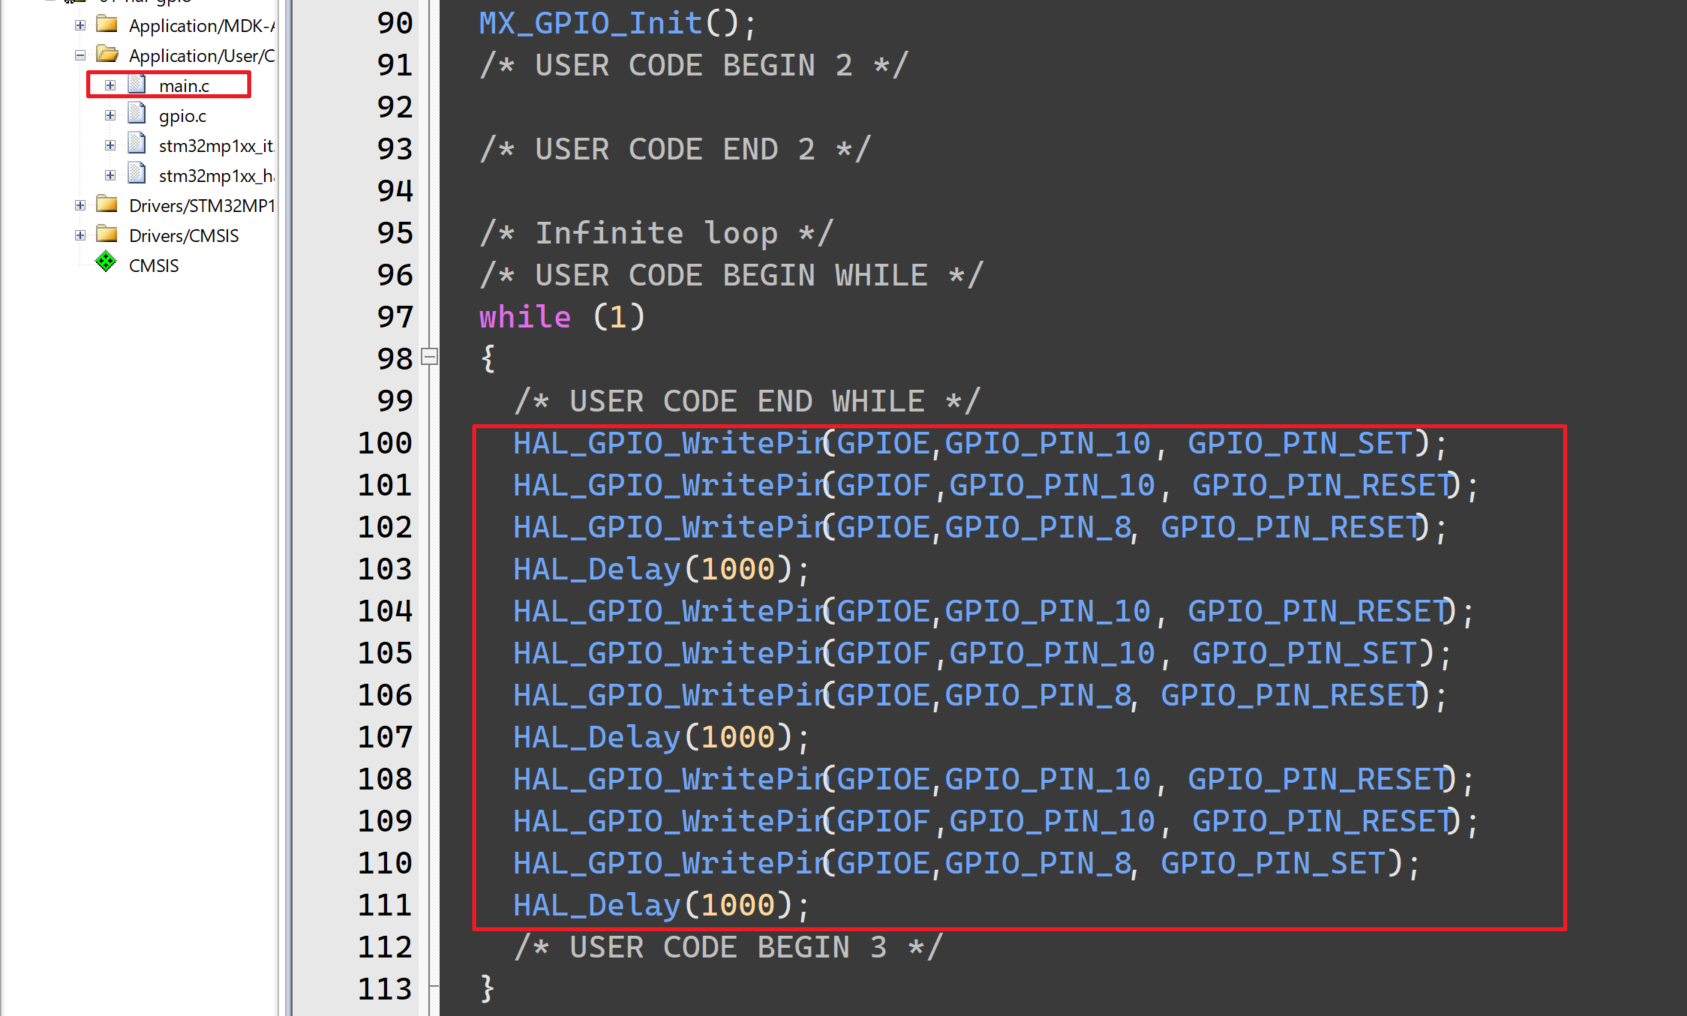 01-hal-gpio
Application/MDK-A
Application/User/C
main.c
gpio.c
stm32mp1xx_it.
stm32mp1xx_ha
Drivers/STM32MP1
Drivers/CMSIS
CMSIS
90 MX_GPIO_Init();
91 /* USER CODE BEGIN 2 */
92
93 /* USER CODE END 2 */
94
95 /* Infinite loop */
96 /* USER CODE BEGIN WHILE */
97 while (1)
98 {
99 /* USER CODE END WHILE */
100 HAL_GPIO_WritePin(GPIOE,GPIO_PIN_10, GPIO_PIN_SET);
101 HAL_GPIO_WritePin(GPIOF,GPIO_PIN_10, GPIO_PIN_RESET);
102 HAL_GPIO_WritePin(GPIOE,GPIO_PIN_8, GPIO_PIN_RESET);
103 HAL_Delay(1000);
104 HAL_GPIO_WritePin(GPIOE,GPIO_PIN_10, GPIO_PIN_RESET);
105 HAL_GPIO_WritePin(GPIOF,GPIO_PIN_10, GPIO_PIN_SET);
106 HAL_GPIO_WritePin(GPIOE,GPIO_PIN_8, GPIO_PIN_RESET);
107 HAL_Delay(1000);
108 HAL_GPIO_WritePin(GPIOE,GPIO_PIN_10, GPIO_PIN_RESET);
109 HAL_GPIO_WritePin(GPIOF,GPIO_PIN_10, GPIO_PIN_RESET);
110 HAL_GPIO_WritePin(GPIOE,GPIO_PIN_8, GPIO_PIN_SET);
111 HAL_Delay(1000);
112 /* USER CODE BEGIN 3 */
113 }